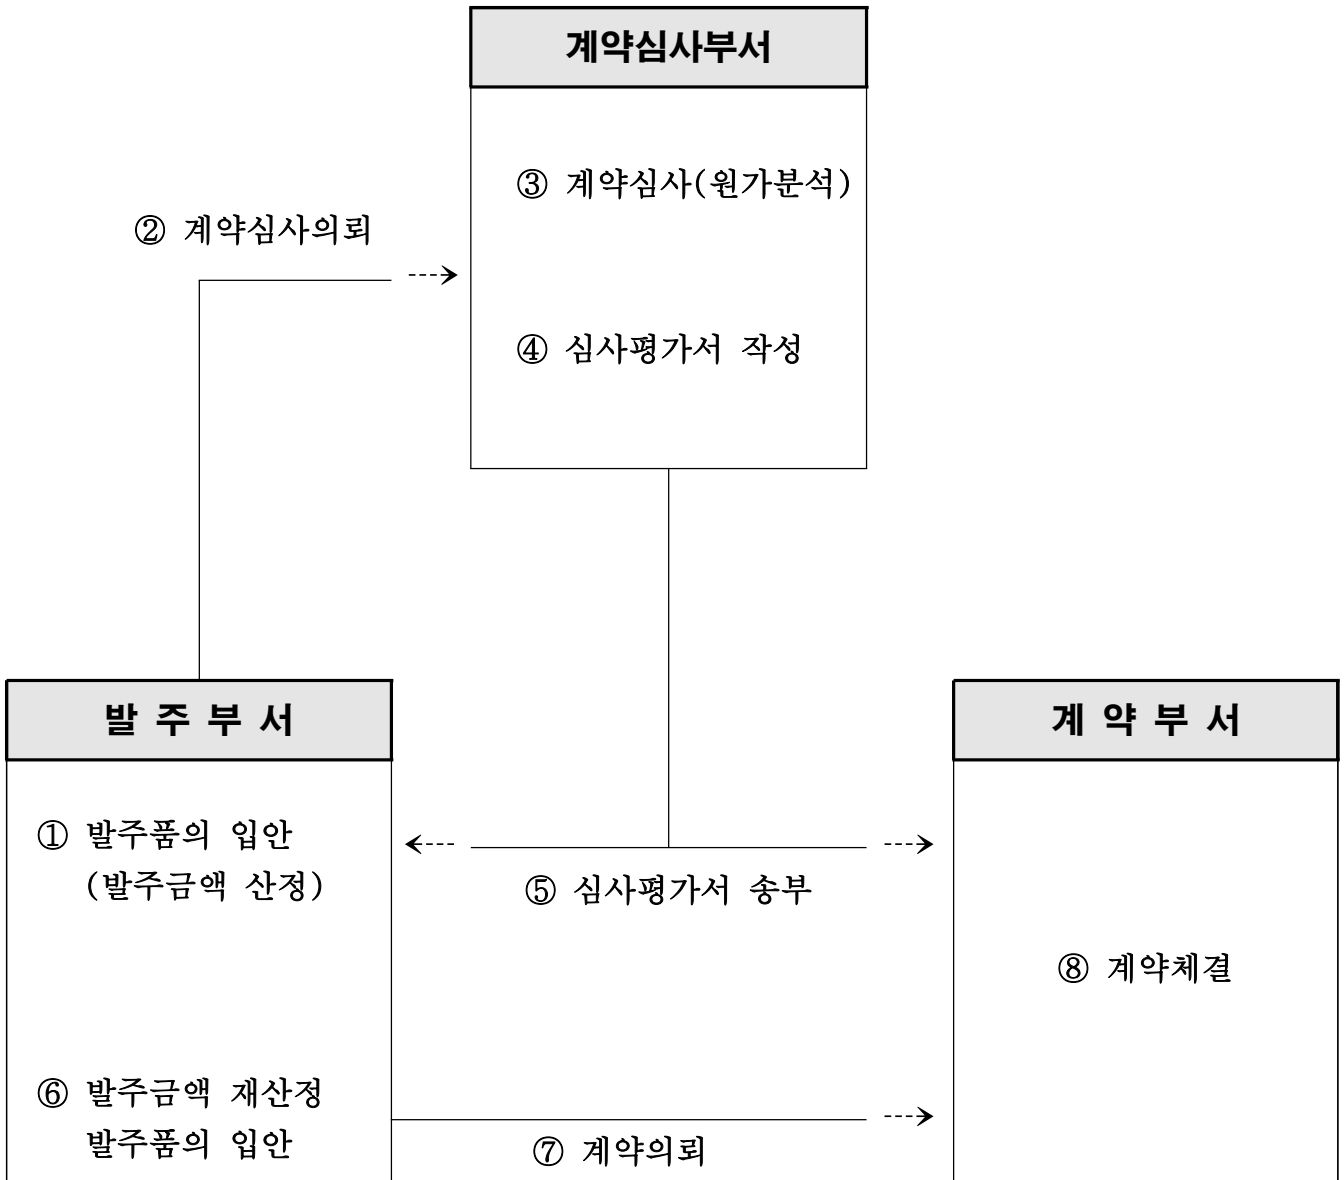 계약심사부서
③ 계약심사(원가분석)
② 계약심사의뢰
④ 심사평가서 작성
발 주 부 서
계 약 부 서
① 발주품의 입안
(발주금액 산정)
⑤ 심사평가서 송부
⑧ 계약체결
⑥ 발주금액 재산정
발주품의 입안
⑦ 계약의뢰